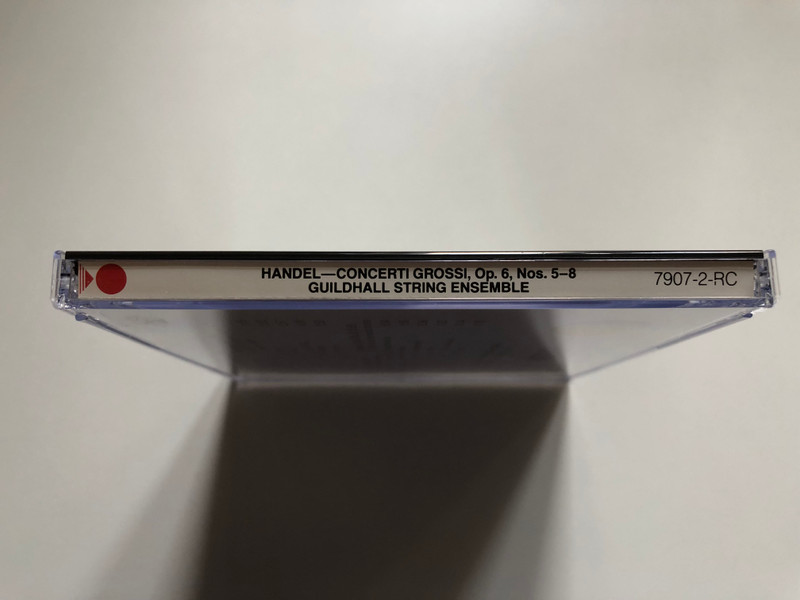 HANDEL—CONCERTI GROSSI, Op. 6, Nos. 5–8
GUILDHALL STRING ENSEMBLE
7907-2-RC